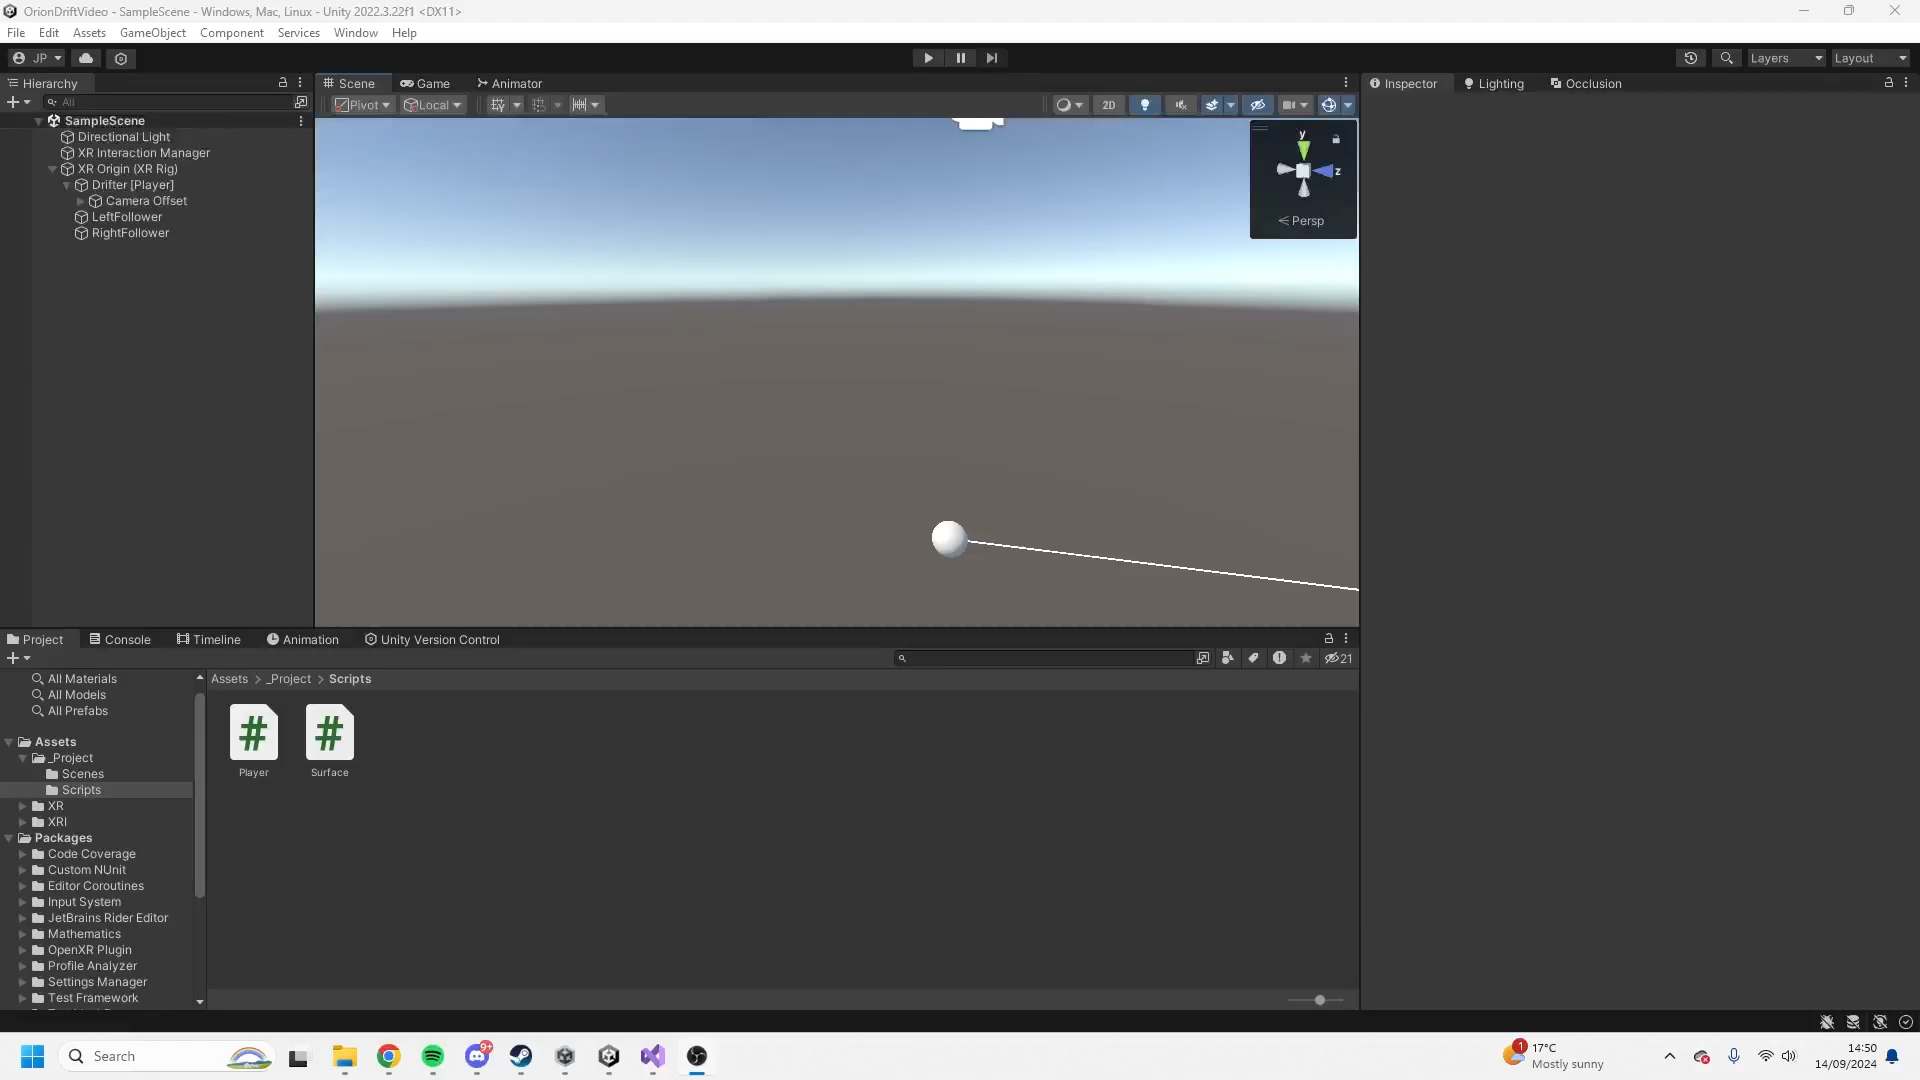 OrionDriftVideo - SampleScene - Windows, Mac, Linux - Unity 2022.3.22f1 <DX11>
File Edit Assets GameObject Component Services Window Help
JP Layers Layout
Hierarchy Scene Game Animator Inspector Lighting Occlusion
All Pivot Local 2D
SampleScene
Directional Light
XR Interaction Manager
XR Origin (XR Rig)
Drifter [Player]
Camera Offset
LeftFollower
RightFollower
y
z
Persp
Project Console Timeline Animation Unity Version Control
21
All Materials
All Models
All Prefabs
Assets
_Project
Scenes
Scripts
XR
XRI
Packages
Code Coverage
Custom NUnit
Editor Coroutines
Input System
JetBrains Rider Editor
Mathematics
OpenXR Plugin
Profile Analyzer
Settings Manager
Test Framework
Assets > _Project > Scripts
# #
Player Surface
Search
9+
1
17°C
Mostly sunny
14:50
14/09/2024